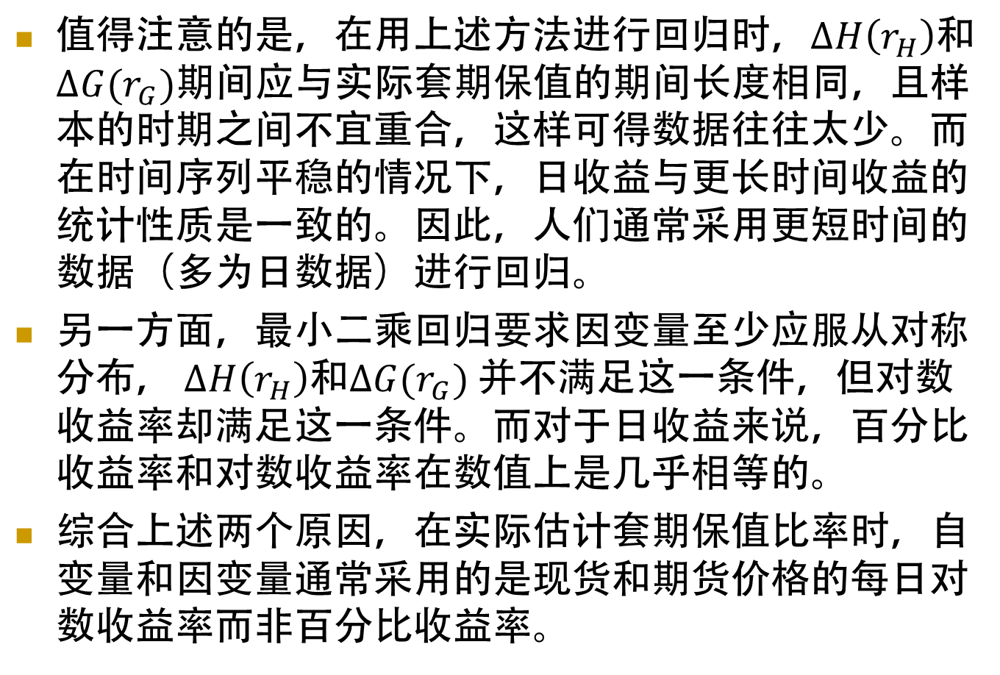 值得注意的是，在用上述方法进行回归时，ΔH(r_H)和
ΔG(r_G)期间应与实际套期保值的期间长度相同，且样
本的时期之间不宜重合，这样可得数据往往太少。而
在时间序列平稳的情况下，日收益与更长时间收益的
统计性质是一致的。因此，人们通常采用更短时间的
数据（多为日数据）进行回归。
另一方面，最小二乘回归要求因变量至少应服从对称
分布， ΔH(r_H)和ΔG(r_G) 并不满足这一条件，但对数
收益率却满足这一条件。而对于日收益来说，百分比
收益率和对数收益率在数值上是几乎相等的。
综合上述两个原因，在实际估计套期保值比率时，自
变量和因变量通常采用的是现货和期货价格的每日对
数收益率而非百分比收益率。